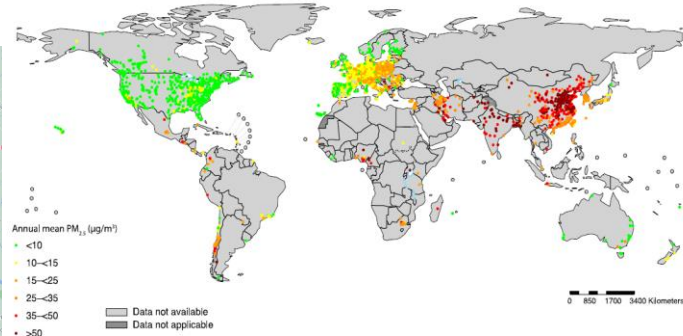 Annual mean PM2.5 (µg/m3)
<10
10–<15
15–<25
25–<35
35–<50
>50
Data not available
Data not applicable
0 850 1700 3400 Kilometers